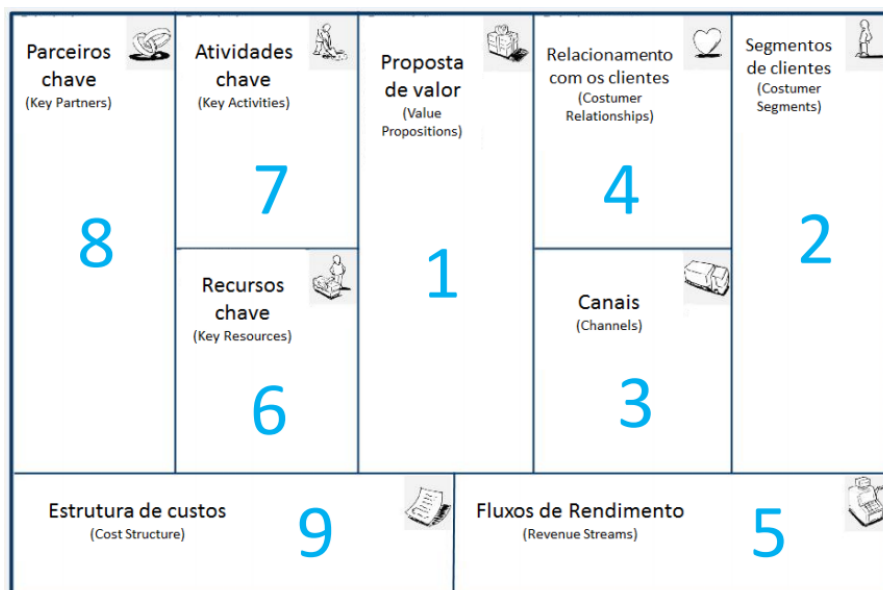 Parceiros
chave
(Key Partners)
8
Atividades
chave
(Key Activities)
7
Recursos
chave
(Key Resources)
6
Proposta
de valor
(Value
Propositions)
1
Relacionamento
com os clientes
(Costumer
Relationships)
4
Canais
(Channels)
3
Segmentos
de clientes
(Costumer
Segments)
2
Estrutura de custos
(Cost Structure)
9
Fluxos de Rendimento
(Revenue Streams)
5